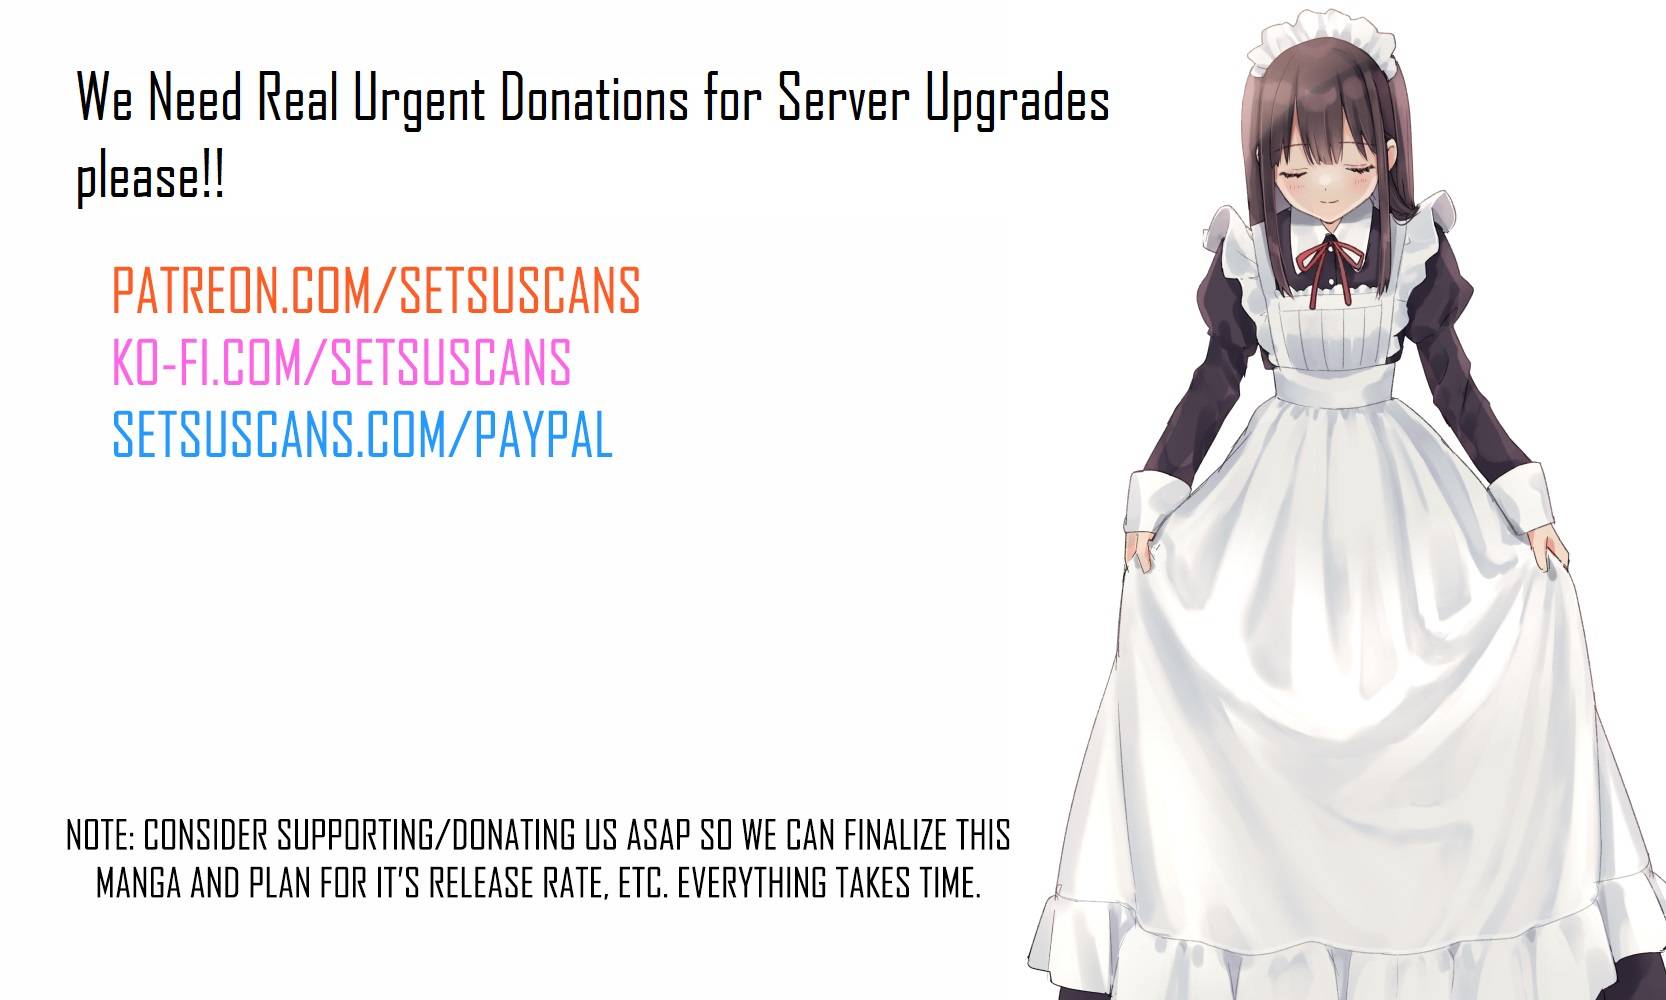 We Need Real Urgent Donations for Server Upgrades
please!!
PATREON.COM/SETSUSCANS
KO-FI.COM/SETSUSCANS
SETSUSCANS.COM/PAYPAL
NOTE: CONSIDER SUPPORTING/DONATING US ASAP SO WE CAN FINALIZE THIS
MANGA AND PLAN FOR IT'S RELEASE RATE, ETC. EVERYTHING TAKES TIME.